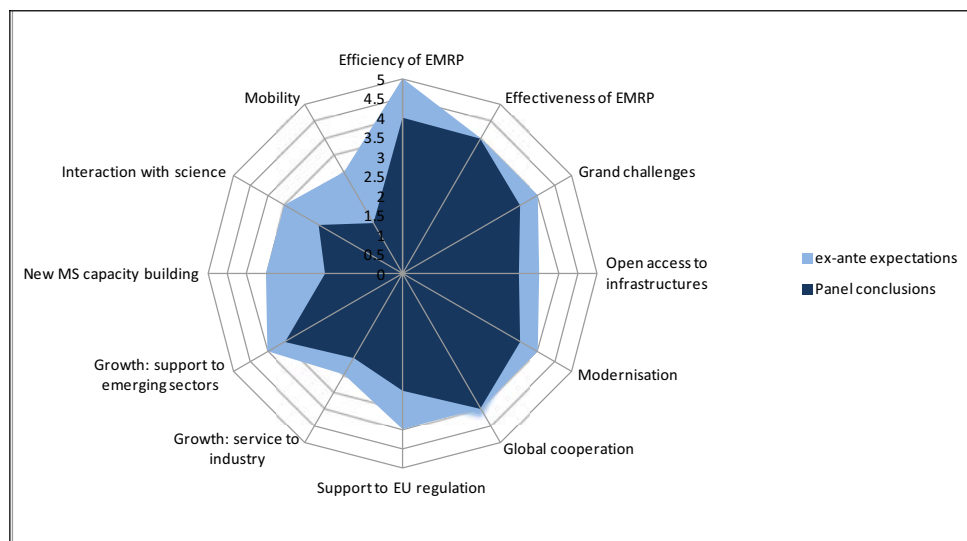 Efficiency of EMRP
Mobility
Effectiveness of EMRP
Interaction with science
Grand challenges
New MS capacity building
Open access to
infrastructures
Growth: support to
emerging sectors
Modernisation
Growth: service to
industry
Global cooperation
Support to EU regulation
5
4.5
4
3.5
3
2.5
2
1.5
1
0.5
0
ex-ante expectations
Panel conclusions